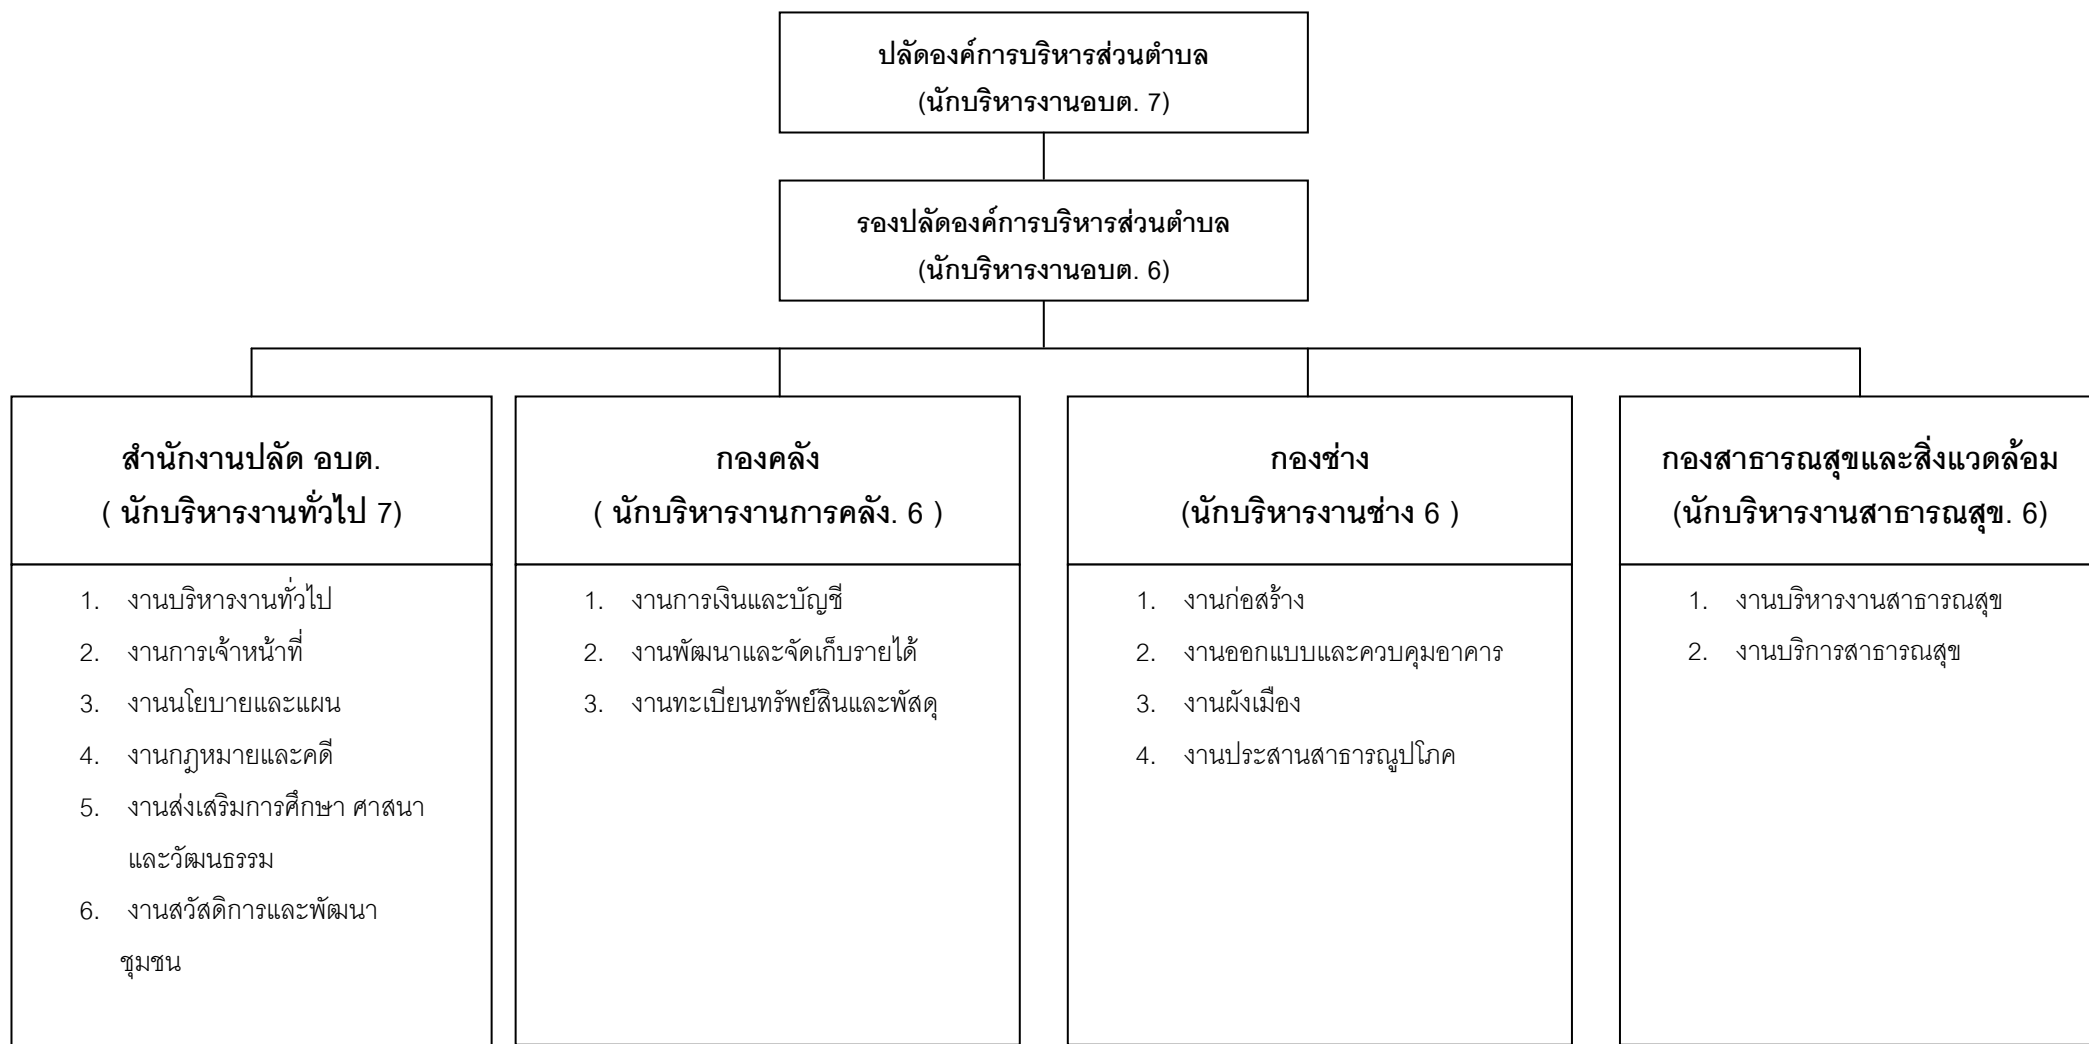 ปลัดองค์การบริหารส่วนตำบล
(นักบริหารงานอบต. 7)
รองปลัดองค์การบริหารส่วนตำบล
(นักบริหารงานอบต. 6)
สำนักงานปลัด อบต.
( นักบริหารงานทั่วไป 7)
1. งานบริหารงานทั่วไป
2. งานการเจ้าหน้าที่
3. งานนโยบายและแผน
4. งานกฎหมายและคดี
5. งานส่งเสริมการศึกษา ศาสนา
และวัฒนธรรม
6. งานสวัสดิการและพัฒนา
ชุมชน
กองคลัง
( นักบริหารงานการคลัง. 6 )
1. งานการเงินและบัญชี
2. งานพัฒนาและจัดเก็บรายได้
3. งานทะเบียนทรัพย์สินและพัสดุ
กองช่าง
(นักบริหารงานช่าง 6 )
1. งานก่อสร้าง
2. งานออกแบบและควบคุมอาคาร
3. งานผังเมือง
4. งานประสานสาธารณูปโภค
กองสาธารณสุขและสิ่งแวดล้อม
(นักบริหารงานสาธารณสุข. 6)
1. งานบริหารงานสาธารณสุข
2. งานบริการสาธารณสุข